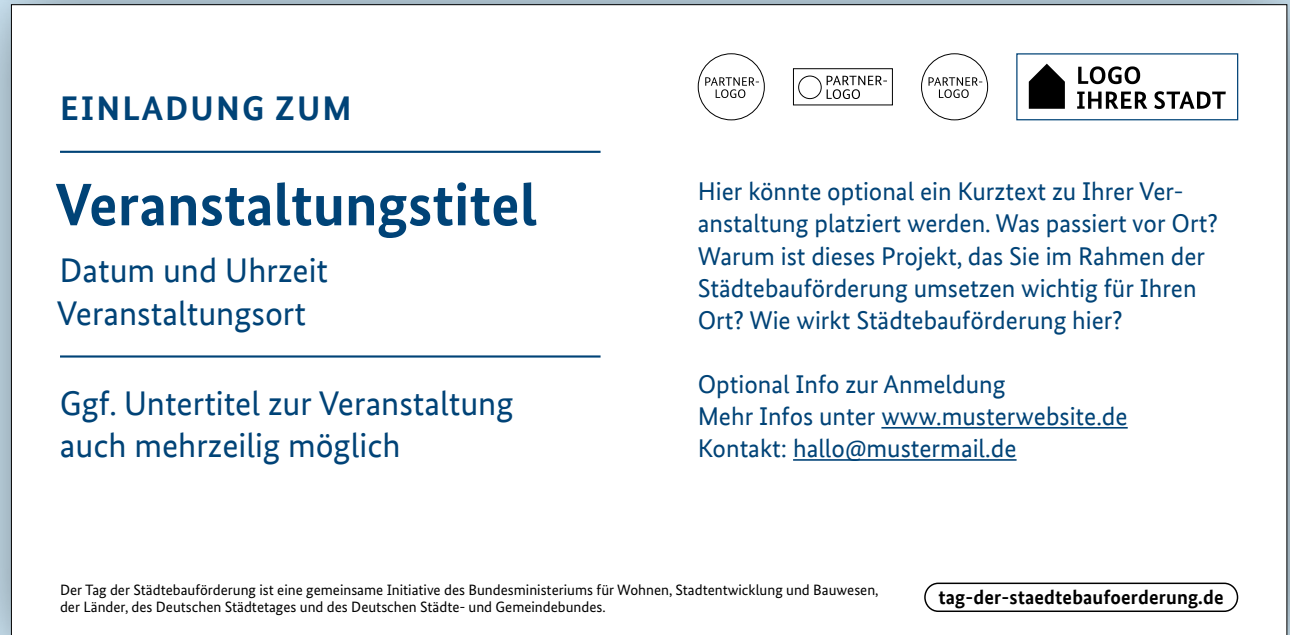 EINLADUNG ZUM
Veranstaltungstitel
Datum und Uhrzeit
Veranstaltungsort
Ggf. Untertitel zur Veranstaltung
auch mehrzeilig möglich
PARTNER-
LOGO
PARTNER-
LOGO
PARTNER-
LOGO
LOGO
IHRER STADT
Hier könnte optional ein Kurztext zu Ihrer Ver-
anstaltung platziert werden. Was passiert vor Ort?
Warum ist dieses Projekt, das Sie im Rahmen der
Städtebauförderung umsetzen wichtig für Ihren
Ort? Wie wirkt Städtebauförderung hier?
Optional Info zur Anmeldung
Mehr Infos unter www.musterwebsite.de
Kontakt: hallo@mustermail.de
Der Tag der Städtebauförderung ist eine gemeinsame Initiative des Bundesministeriums für Wohnen, Stadtentwicklung und Bauwesen,
der Länder, des Deutschen Städtetages und des Deutschen Städte- und Gemeindebundes.
tag-der-staedtebaufoerderung.de